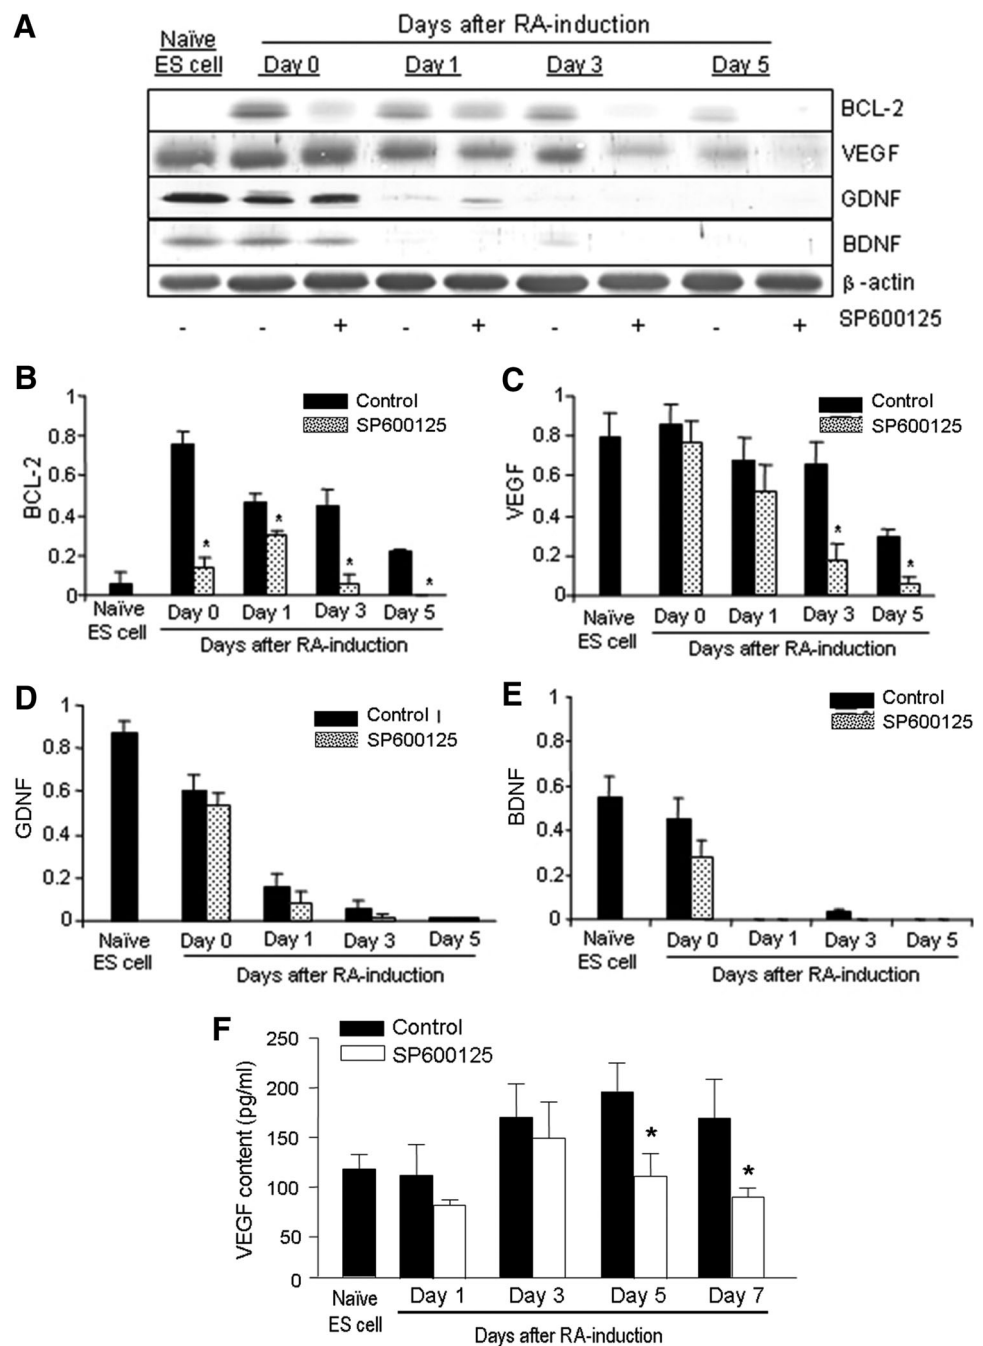 A
Days after RA-induction
Naïve
ES cell
Day 0
Day 1
Day 3
Day 5
BCL-2
VEGF
GDNF
BDNF
β-actin
- - + - + - + - + SP600125
B
Control
SP600125
BCL-2
1
0.8
0.6
0.4
0.2
0
Naïve
ES cell
Day 0
Day 1
Day 3
Day 5
* * * *
Days after RA-induction
C
Control
SP600125
VEGF
1
0.8
0.6
0.4
0.2
0
Naïve
ES cell
Day 0
Day 1
Day 3
Day 5
* *
Days after RA-induction
D
Control
SP600125
GDNF
1
0.8
0.6
0.4
0.2
0
Naïve
ES cell
Day 0
Day 1
Day 3
Day 5
Days after RA-induction
E
Control
SP600125
BDNF
1
0.8
0.6
0.4
0.2
0
Naïve
ES cell
Day 0
Day 1
Day 3
Day 5
Days after RA-induction
F
Control
SP600125
VEGF content (pg/ml)
250
200
150
100
50
0
* *
Naïve
ES cell
Day 1
Day 3
Day 5
Day 7
Days after RA-induction